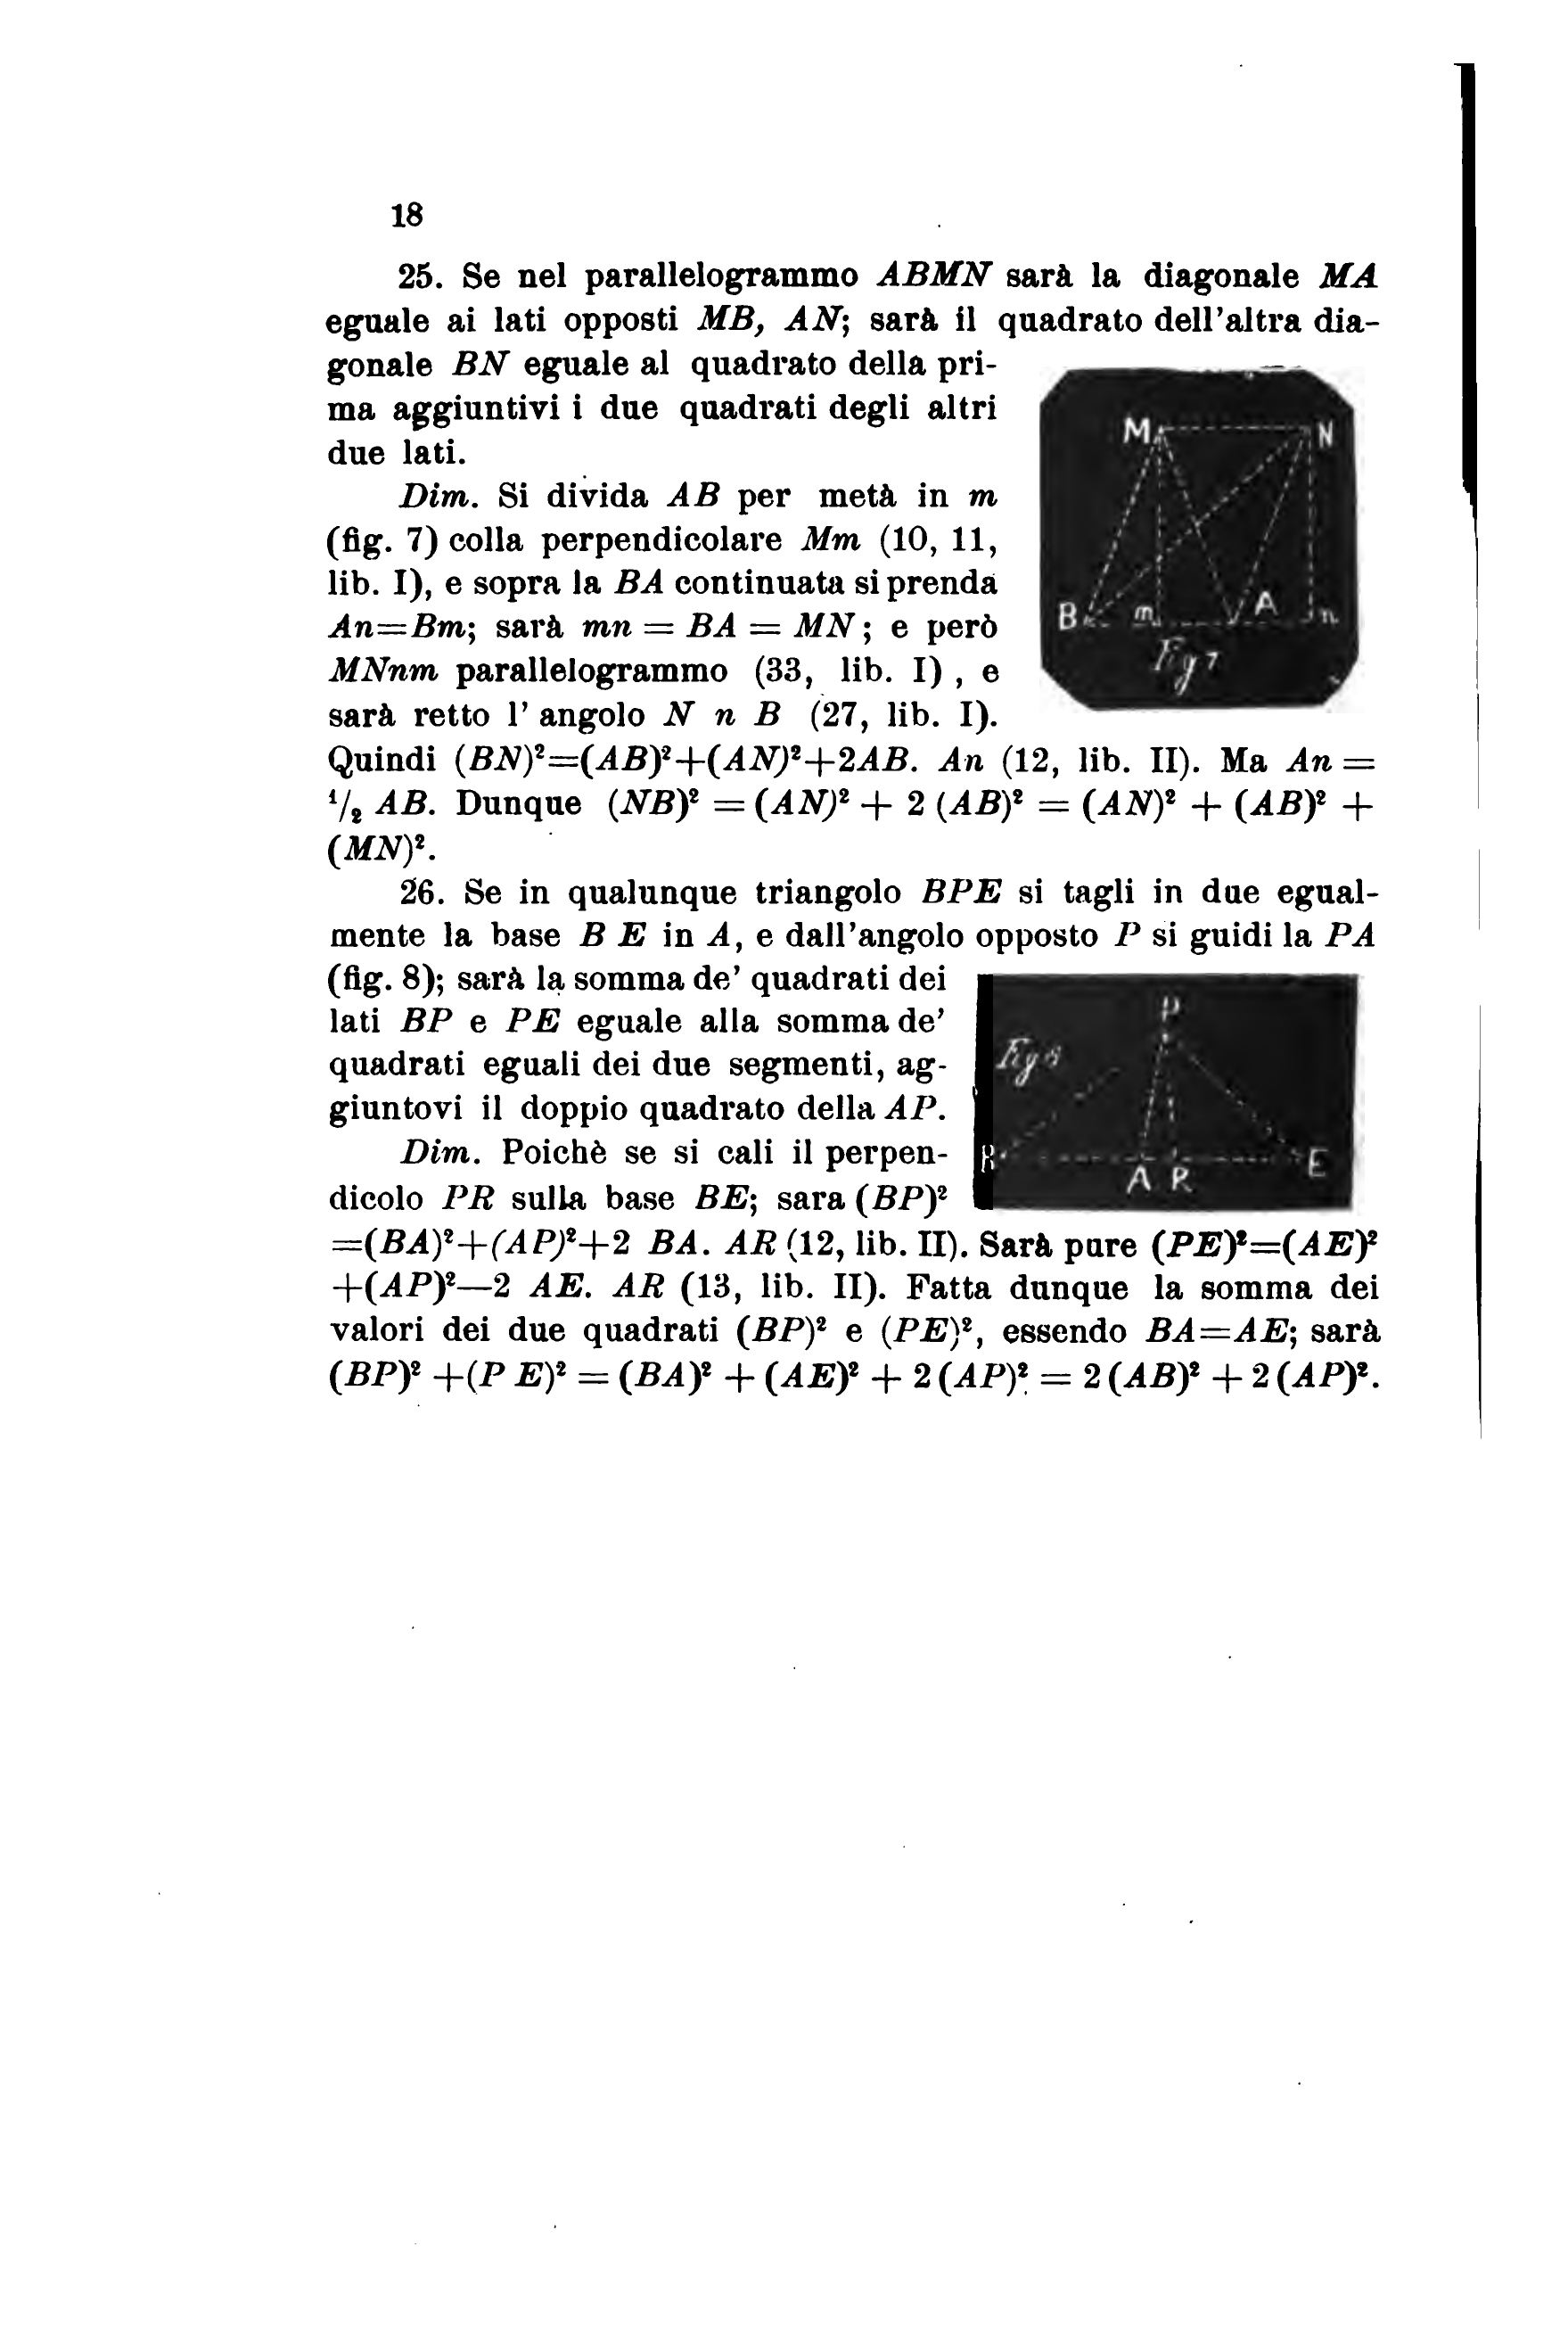 18
25. Se nel parallelogrammo ABMN sarà la diagonale MA
eguale ai lati opposti MB, AN; sarà il quadrato dell'altra dia-
gonale BN eguale al quadrato della pri-
ma aggiuntivi i due quadrati degli altri
due lati.
Dim. Si divida AB per metà in m
(fig. 7) colla perpendicolare Mm (10, 11,
lib. I), e sopra la BA continuata si prenda
An=Bm; sarà mn = BA = MN; e però
MNnm parallelogrammo (33, lib. I), e
sarà retto l' angolo N n B (27, lib. I).
M N
B m A n
Fig 7
Quindi (BN)²=(AB)²+(AN)²+2AB. An (12, lib. II). Ma An =
¹/₂ AB. Dunque (NB)² = (AN)² + 2 (AB)² = (AN)² + (AB)² +
(MN)².
26. Se in qualunque triangolo BPE si tagli in due egual-
mente la base B E in A, e dall'angolo opposto P si guidi la PA
(fig. 8); sarà la somma de' quadrati dei
lati BP e PE eguale alla somma de'
quadrati eguali dei due segmenti, ag-
giuntovi il doppio quadrato della AP.
Dim. Poichè se si cali il perpen-
dicolo PR sulla base BE; sara (BP)²
P
Fig 8
B A R E
=(BA)²+(AP)²+2 BA. AR (12, lib. II). Sarà pure (PE)²=(AE)²
+(AP)²—2 AE. AR (13, lib. II). Fatta dunque la somma dei
valori dei due quadrati (BP)² e (PE)², essendo BA=AE; sarà
(BP)² +(P E)² = (BA)² + (AE)² + 2 (AP)² = 2 (AB)² + 2 (AP)².